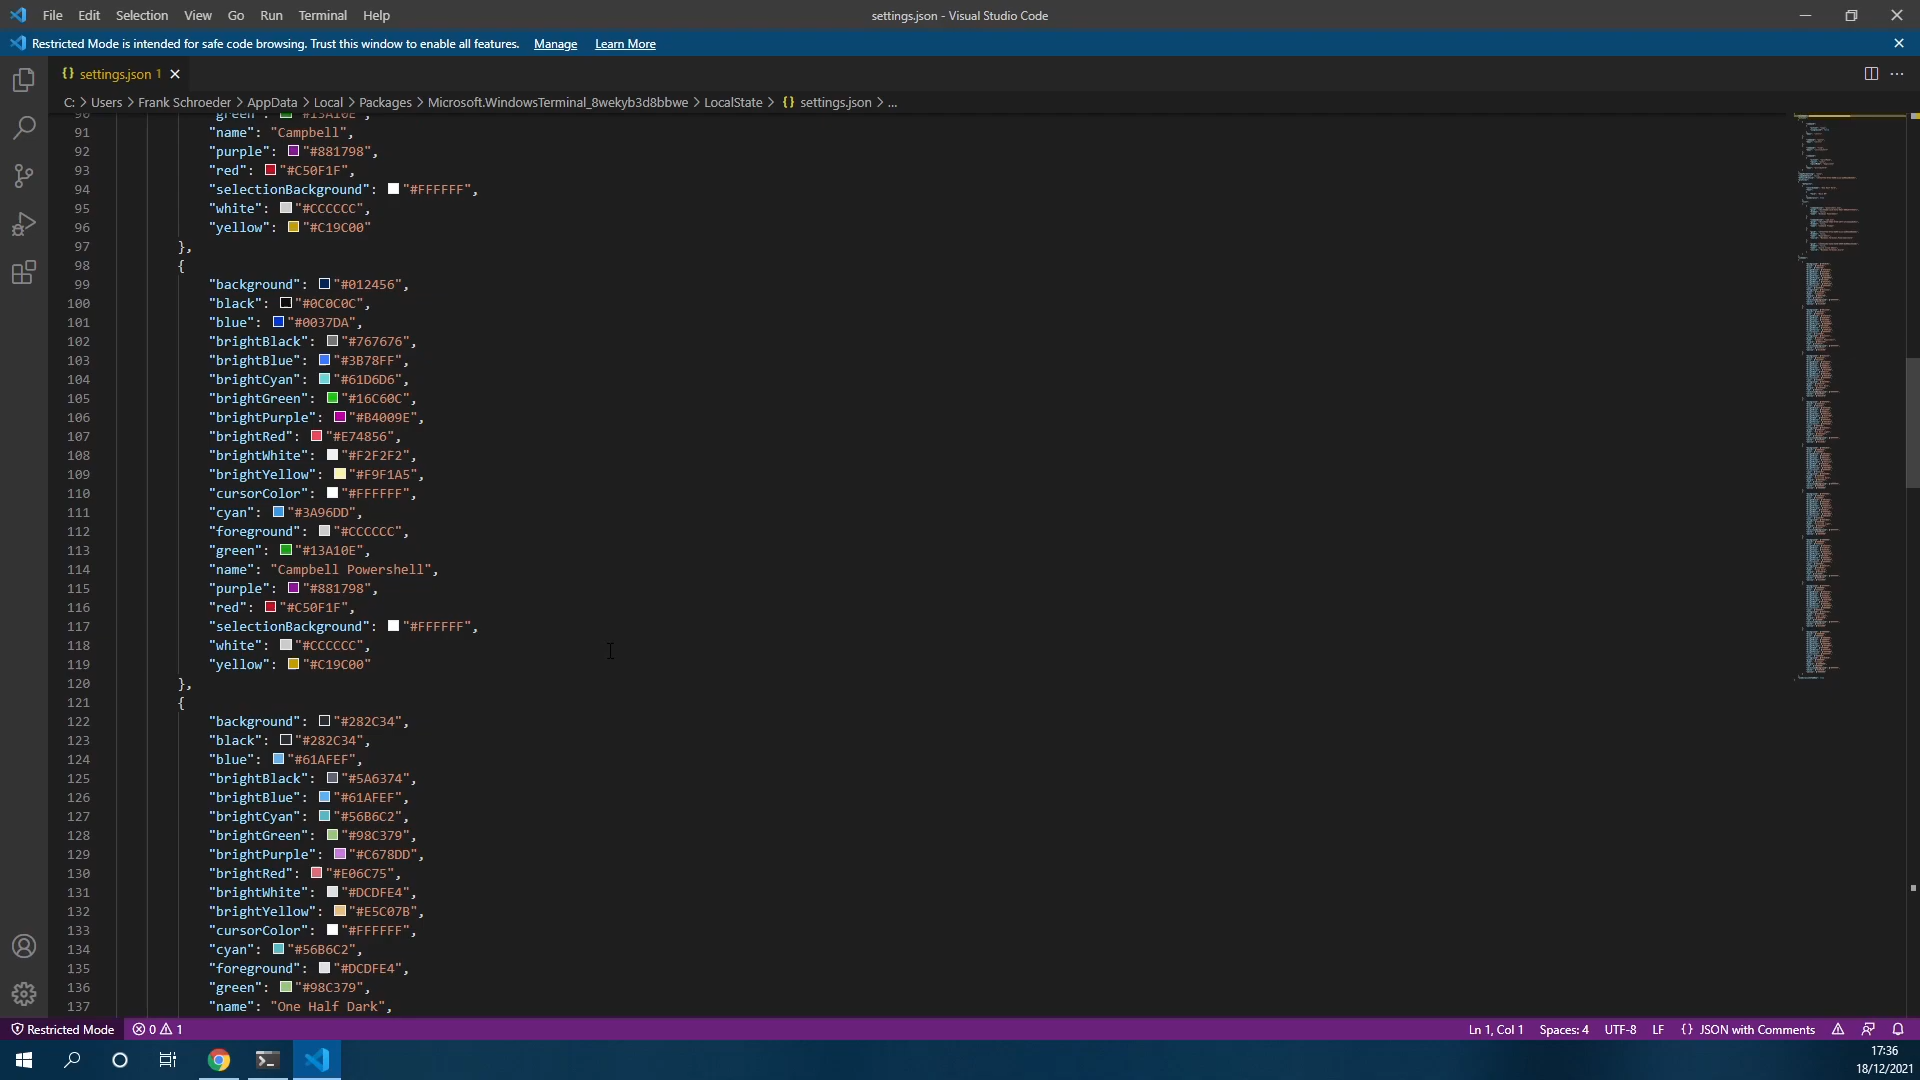 File Edit Selection View Go Run Terminal Help
settings.json - Visual Studio Code
Restricted Mode is intended for safe code browsing. Trust this window to enable all features. Manage Learn More
{} settings.json 1
C: > Users > Frank Schroeder > AppData > Local > Packages > Microsoft.WindowsTerminal_8wekyb3d8bbwe > LocalState > {} settings.json > ...
90 "green": "#13A10E",
91 "name": "Campbell",
92 "purple": "#881798",
93 "red": "#C50F1F",
94 "selectionBackground": "#FFFFFF",
95 "white": "#CCCCCC",
96 "yellow": "#C19C00"
97 },
98 {
99 "background": "#012456",
100 "black": "#0C0C0C",
101 "blue": "#0037DA",
102 "brightBlack": "#767676",
103 "brightBlue": "#3B78FF",
104 "brightCyan": "#61D6D6",
105 "brightGreen": "#16C60C",
106 "brightPurple": "#B4009E",
107 "brightRed": "#E74856",
108 "brightWhite": "#F2F2F2",
109 "brightYellow": "#F9F1A5",
110 "cursorColor": "#FFFFFF",
111 "cyan": "#3A96DD",
112 "foreground": "#CCCCCC",
113 "green": "#13A10E",
114 "name": "Campbell Powershell",
115 "purple": "#881798",
116 "red": "#C50F1F",
117 "selectionBackground": "#FFFFFF",
118 "white": "#CCCCCC",
119 "yellow": "#C19C00"
120 },
121 {
122 "background": "#282C34",
123 "black": "#282C34",
124 "blue": "#61AFEF",
125 "brightBlack": "#5A6374",
126 "brightBlue": "#61AFEF",
127 "brightCyan": "#56B6C2",
128 "brightGreen": "#98C379",
129 "brightPurple": "#C678DD",
130 "brightRed": "#E06C75",
131 "brightWhite": "#DCDFE4",
132 "brightYellow": "#E5C07B",
133 "cursorColor": "#FFFFFF",
134 "cyan": "#56B6C2",
135 "foreground": "#DCDFE4",
136 "green": "#98C379",
137 "name": "One Half Dark",
Restricted Mode 0 1 Ln 1, Col 1 Spaces: 4 UTF-8 LF {} JSON with Comments
17:36
18/12/2021